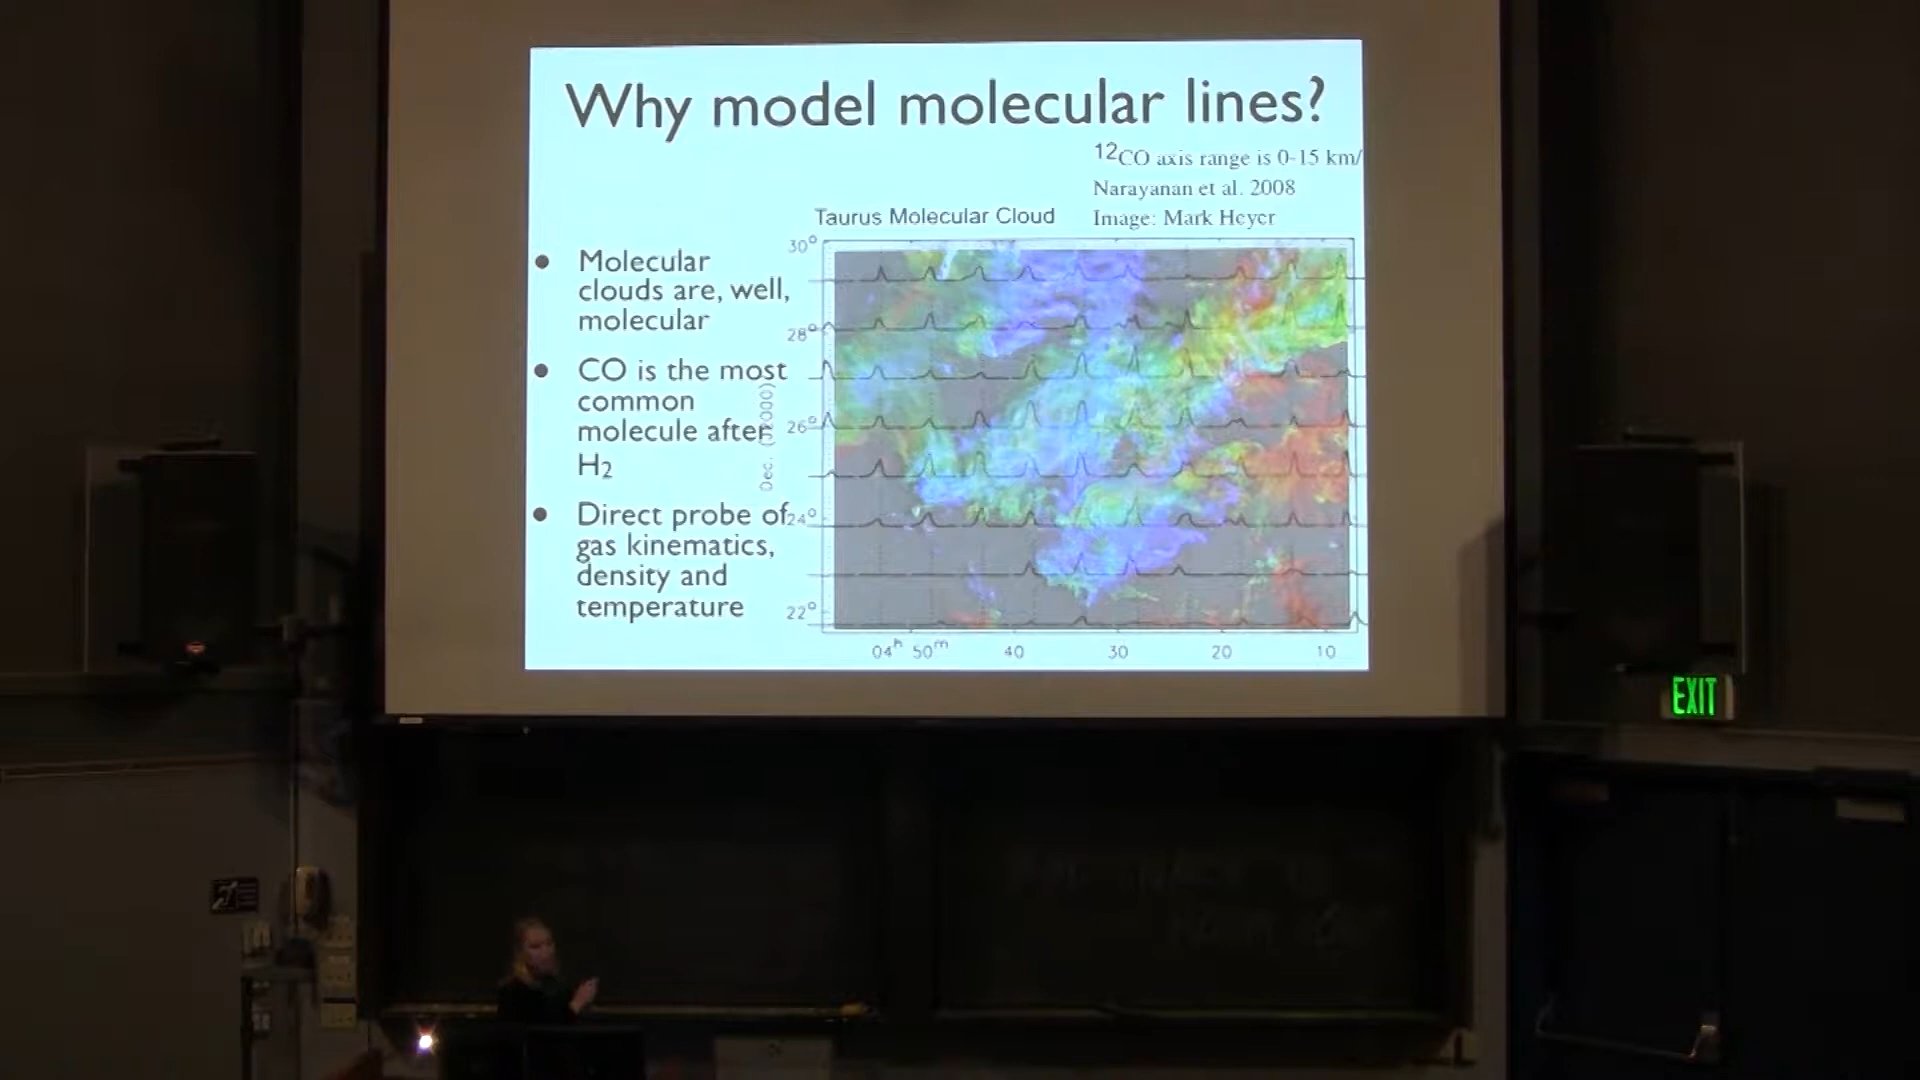 Why model molecular lines?
12CO axis range is 0-15 km/
Narayanan et al. 2008
Image: Mark Heyer
Taurus Molecular Cloud
• Molecular
clouds are, well,
molecular
• CO is the most
common
molecule after
H2
• Direct probe of
gas kinematics,
density and
temperature
30°
28°
26°
24°
22°
04h 50m 40 30 20 10
EXIT